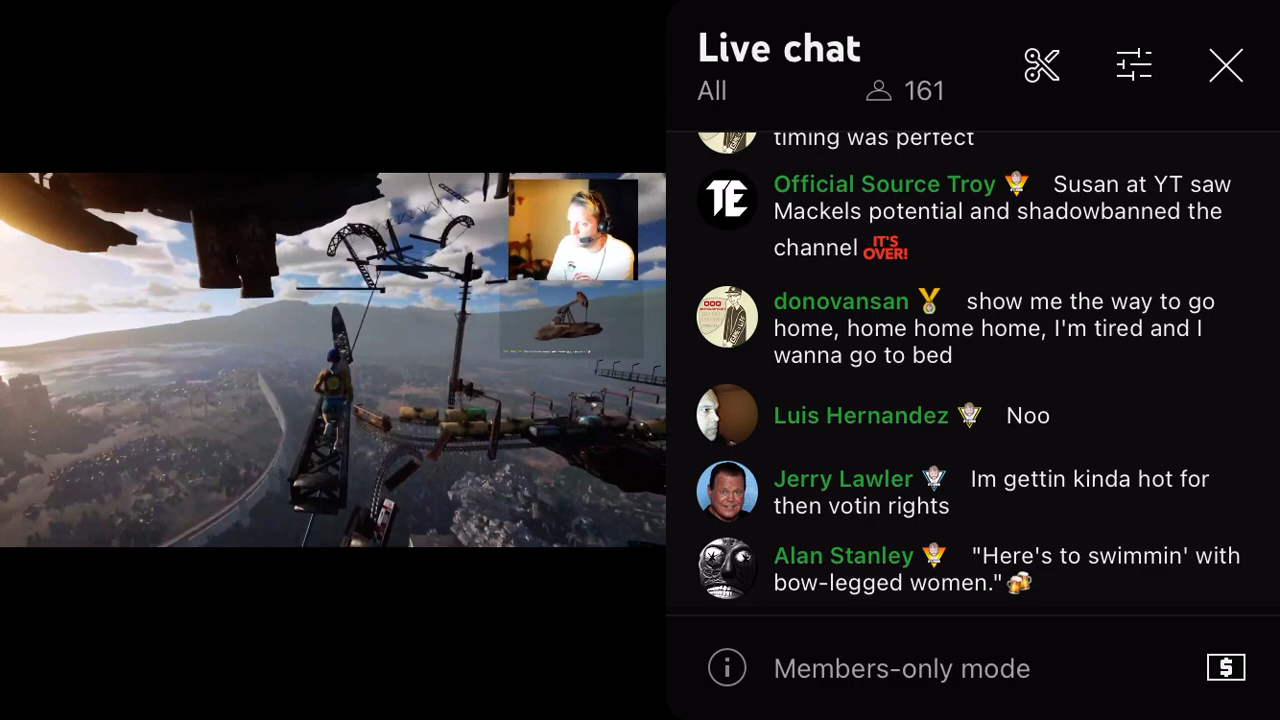 Live chat
All 161
timing was perfect
TE Official Source Troy Susan at YT saw
Mackels potential and shadowbanned the
channel IT'S OVER!
donovansan show me the way to go
home, home home home, I'm tired and I
wanna go to bed
Luis Hernandez Noo
Jerry Lawler Im gettin kinda hot for
then votin rights
Alan Stanley "Here's to swimmin' with
bow-legged women."🍻
Members-only mode $